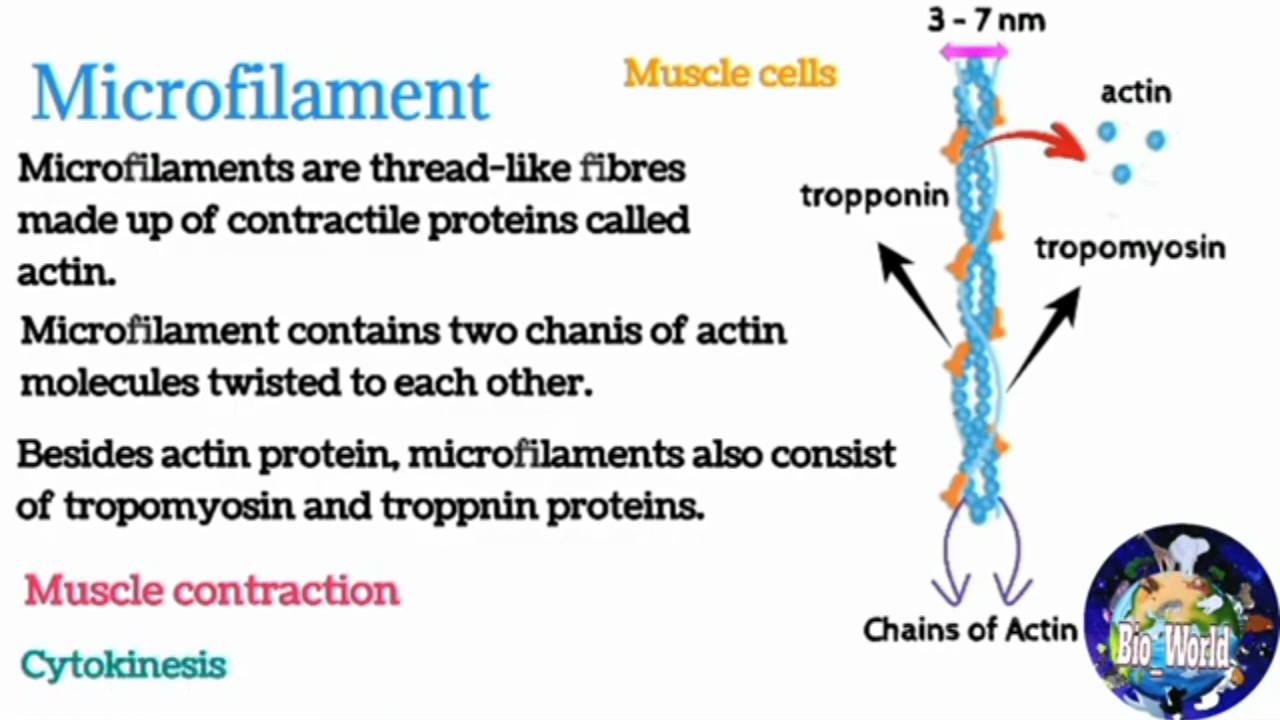 3 - 7 nm
Microfilament
Muscle cells
actin
Microfilaments are thread-like fibres
made up of contractile proteins called
actin.
tropponin
tropomyosin
Microfilament contains two chanis of actin
molecules twisted to each other.
Besides actin protein, microfilaments also consist
of tropomyosin and troppnin proteins.
Muscle contraction
Chains of Actin
Cytokinesis
Bio_World